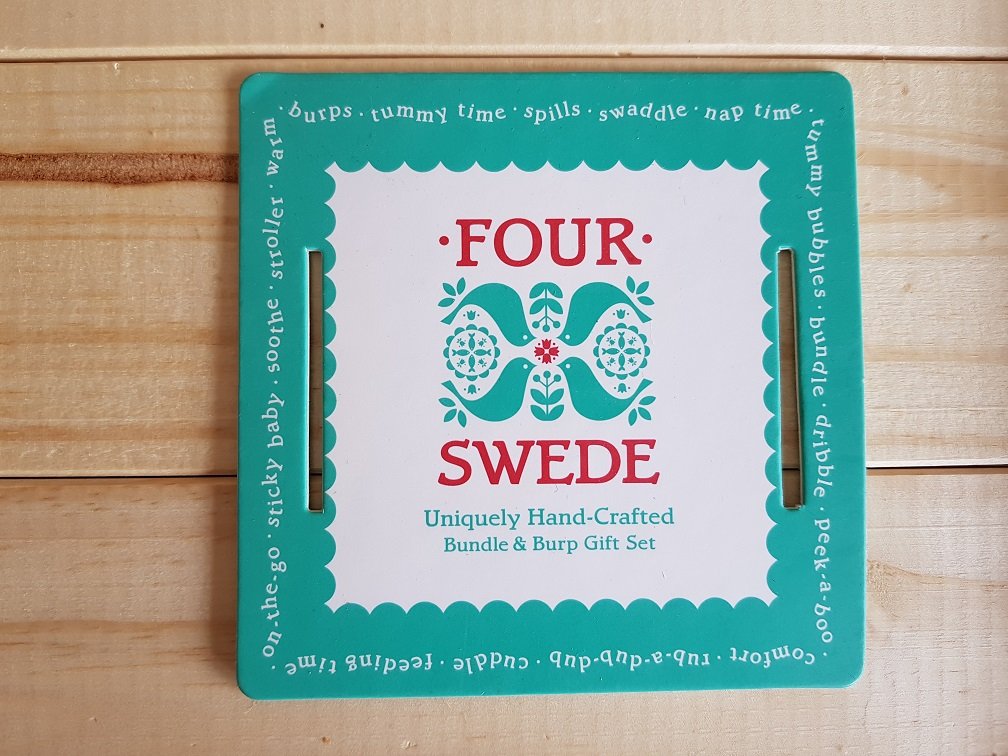 · burps · tummy time · spills · swaddle · nap time ·
tummy bubbles · bundle · dribble · peek-a-boo ·
comfort · rub-a-dub-dub · cuddle · feeding time
· on-the-go · sticky baby · soothe · stroller · warm
·FOUR·
SWEDE
Uniquely Hand-Crafted
Bundle & Burp Gift Set